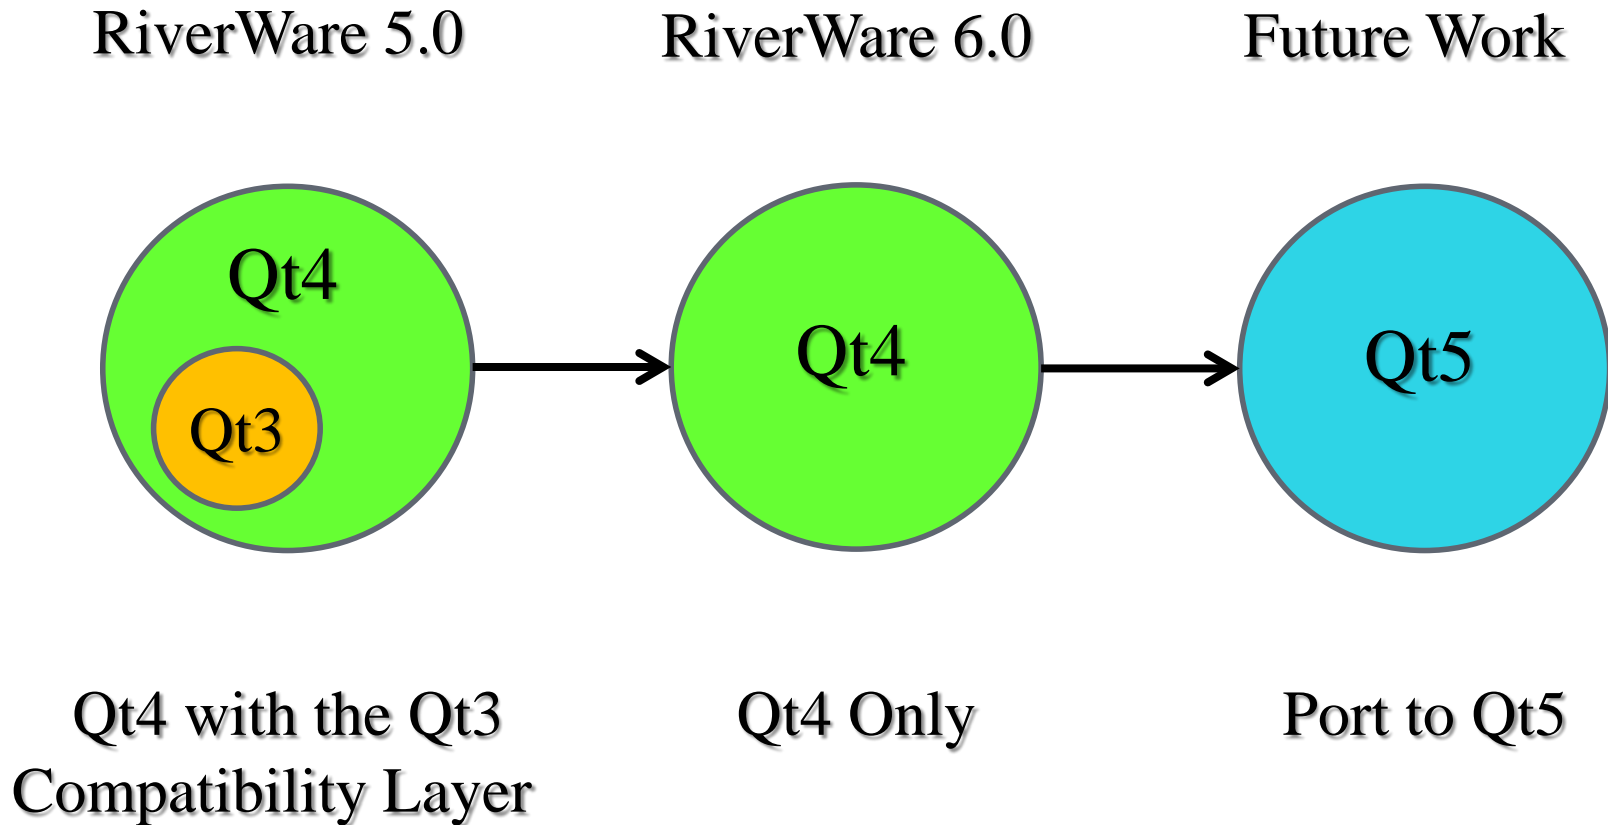 RiverWare 5.0
RiverWare 6.0
Future Work
Qt4
Qt3
Qt4
Qt5
Qt4 with the Qt3
Compatibility Layer
Qt4 Only
Port to Qt5